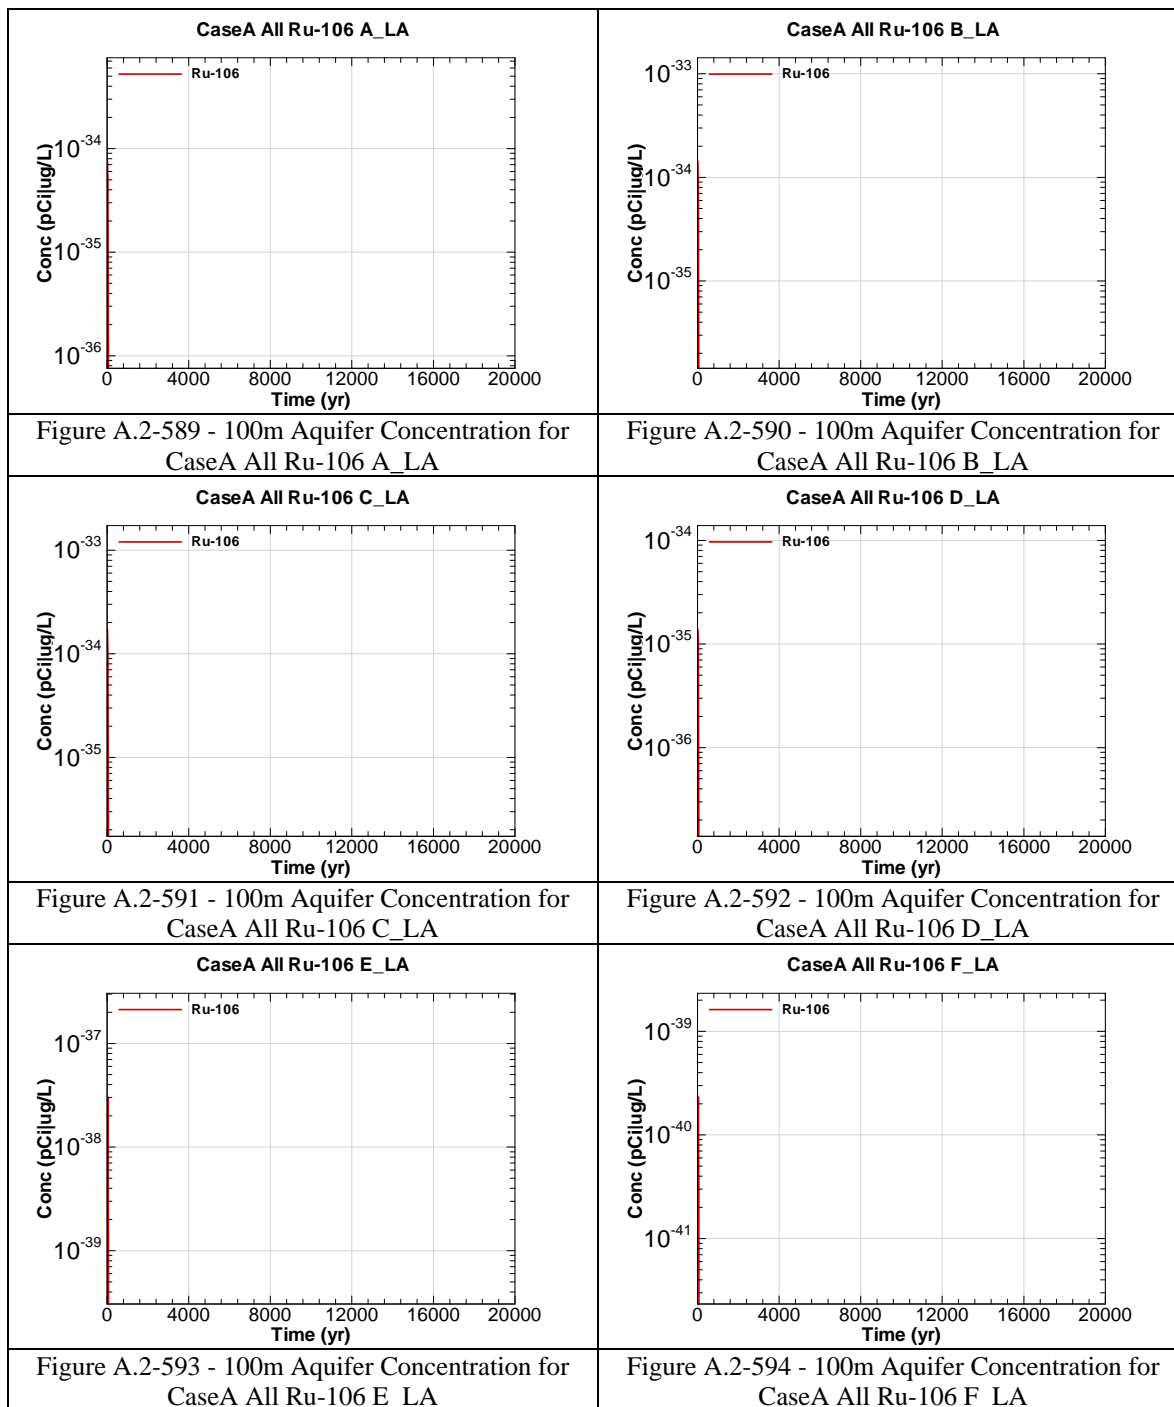 CaseA All Ru-106 A_LA
Ru-106
10-34
10-35
10-36
Conc (pCi|ug/L)
0 4000 8000 12000 16000 20000
Time (yr)
Figure A.2-589 - 100m Aquifer Concentration for
CaseA All Ru-106 A_LA
CaseA All Ru-106 B_LA
Ru-106
10-33
10-34
10-35
Conc (pCi|ug/L)
0 4000 8000 12000 16000 20000
Time (yr)
Figure A.2-590 - 100m Aquifer Concentration for
CaseA All Ru-106 B_LA
CaseA All Ru-106 C_LA
Ru-106
10-33
10-34
10-35
Conc (pCi|ug/L)
0 4000 8000 12000 16000 20000
Time (yr)
Figure A.2-591 - 100m Aquifer Concentration for
CaseA All Ru-106 C_LA
CaseA All Ru-106 D_LA
Ru-106
10-34
10-35
10-36
Conc (pCi|ug/L)
0 4000 8000 12000 16000 20000
Time (yr)
Figure A.2-592 - 100m Aquifer Concentration for
CaseA All Ru-106 D_LA
CaseA All Ru-106 E_LA
Ru-106
10-37
10-38
10-39
Conc (pCi|ug/L)
0 4000 8000 12000 16000 20000
Time (yr)
Figure A.2-593 - 100m Aquifer Concentration for
CaseA All Ru-106 E_LA
CaseA All Ru-106 F_LA
Ru-106
10-39
10-40
10-41
Conc (pCi|ug/L)
0 4000 8000 12000 16000 20000
Time (yr)
Figure A.2-594 - 100m Aquifer Concentration for
CaseA All Ru-106 F_LA